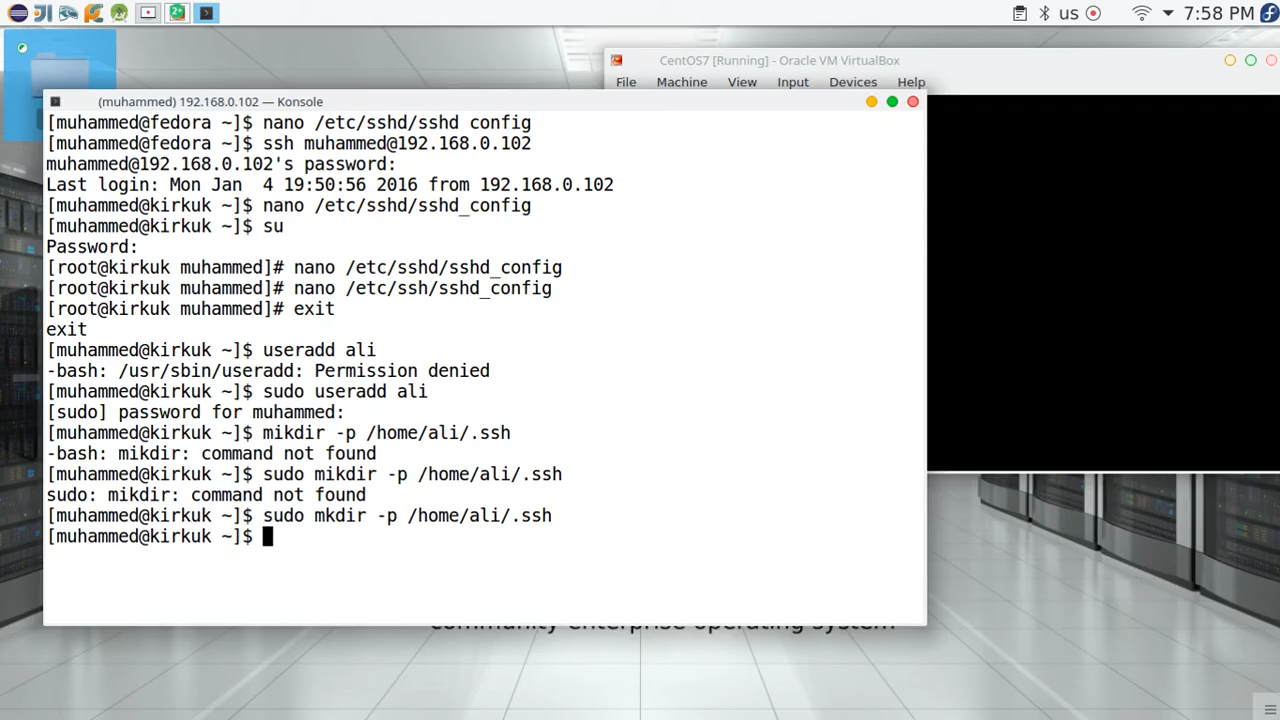 us
7:58 PM
CentOS7 [Running] - Oracle VM VirtualBox
File Machine View Input Devices Help
(muhammed) 192.168.0.102 — Konsole
[muhammed@fedora ~]$ nano /etc/sshd/sshd config
[muhammed@fedora ~]$ ssh muhammed@192.168.0.102
muhammed@192.168.0.102's password:
Last login: Mon Jan  4 19:50:56 2016 from 192.168.0.102
[muhammed@kirkuk ~]$ nano /etc/sshd/sshd_config
[muhammed@kirkuk ~]$ su
Password:
[root@kirkuk muhammed]# nano /etc/sshd/sshd_config
[root@kirkuk muhammed]# nano /etc/ssh/sshd_config
[root@kirkuk muhammed]# exit
exit
[muhammed@kirkuk ~]$ useradd ali
-bash: /usr/sbin/useradd: Permission denied
[muhammed@kirkuk ~]$ sudo useradd ali
[sudo] password for muhammed:
[muhammed@kirkuk ~]$ mikdir -p /home/ali/.ssh
-bash: mikdir: command not found
[muhammed@kirkuk ~]$ sudo mikdir -p /home/ali/.ssh
sudo: mikdir: command not found
[muhammed@kirkuk ~]$ sudo mkdir -p /home/ali/.ssh
[muhammed@kirkuk ~]$
community enterprise operating system